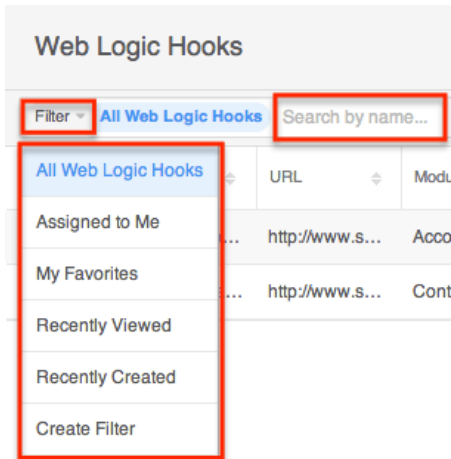 Web Logic Hooks
Filter All Web Logic Hooks Search by name...
All Web Logic Hooks URL Modu
Assigned to Me ... http://www.s... Acco
My Favorites
... http://www.s... Cont
Recently Viewed
Recently Created
Create Filter